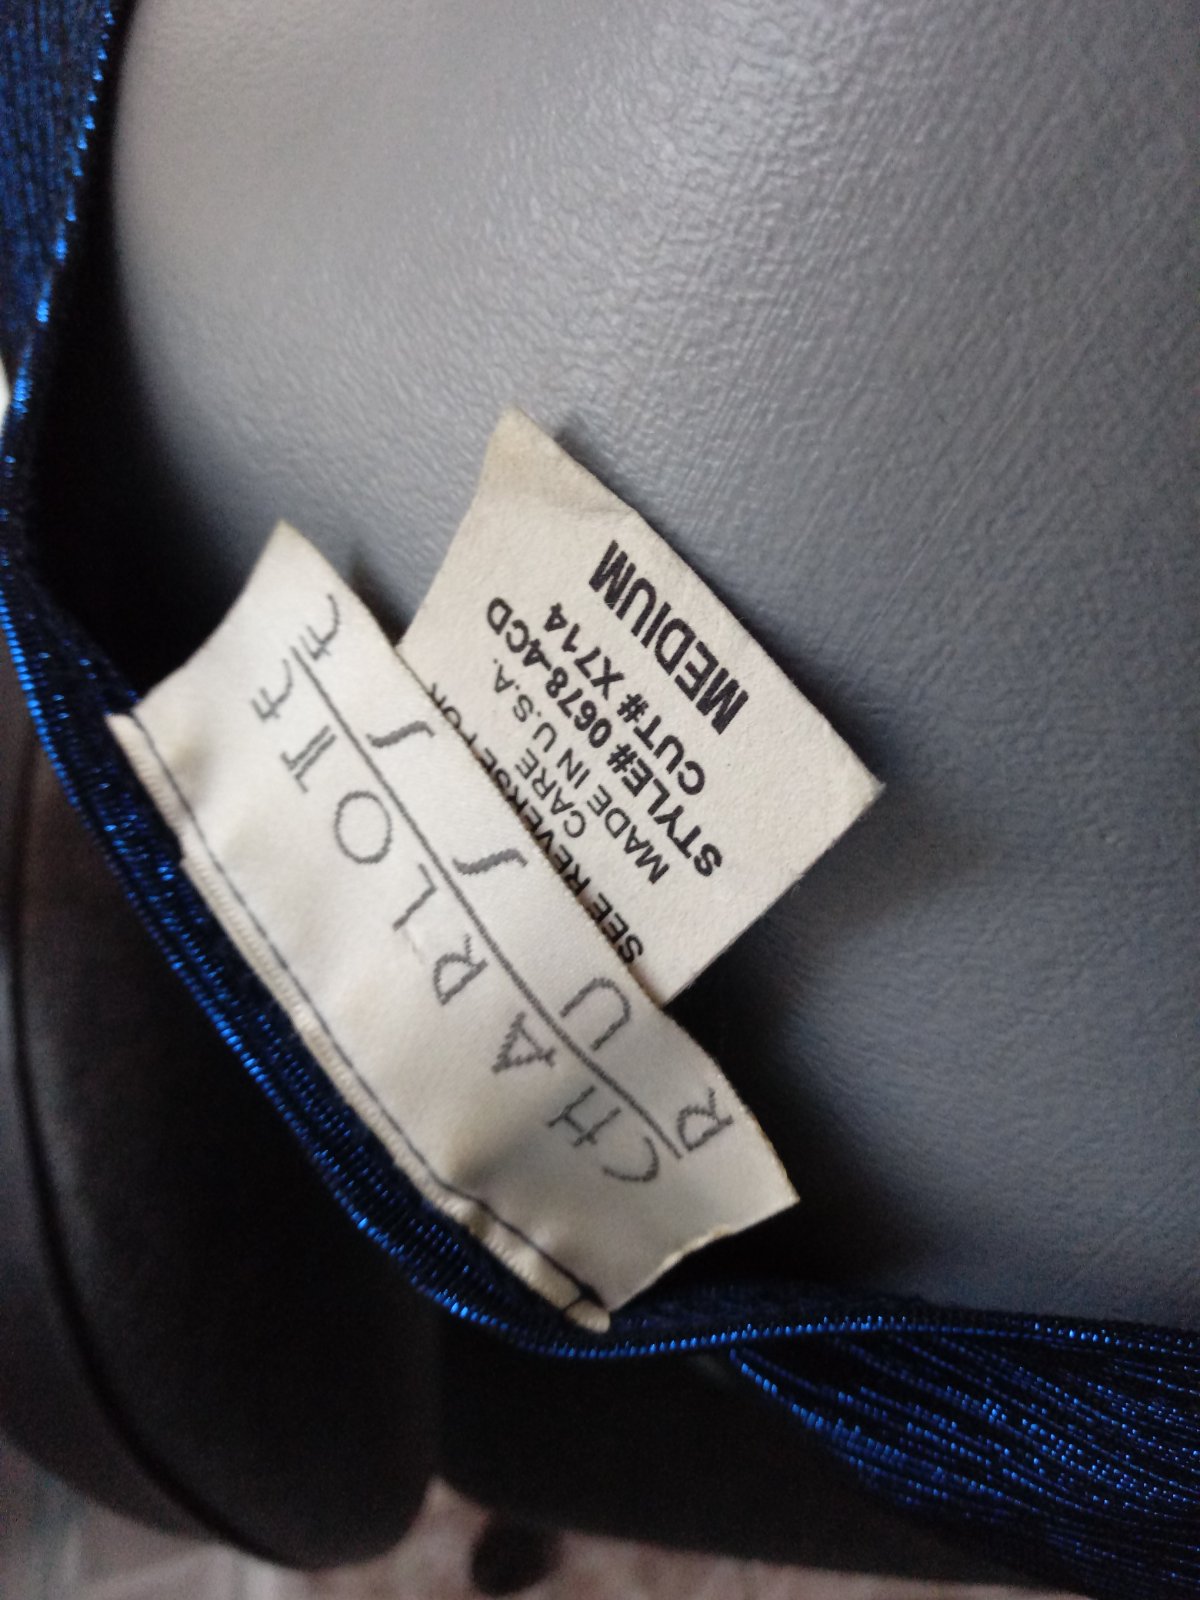 CHARLOTTE
RUSSE
SEE REVERSE FOR
CARE
MADE IN U.S.A.
STYLE# 0678-4CD
CUT# X714
MEDIUM